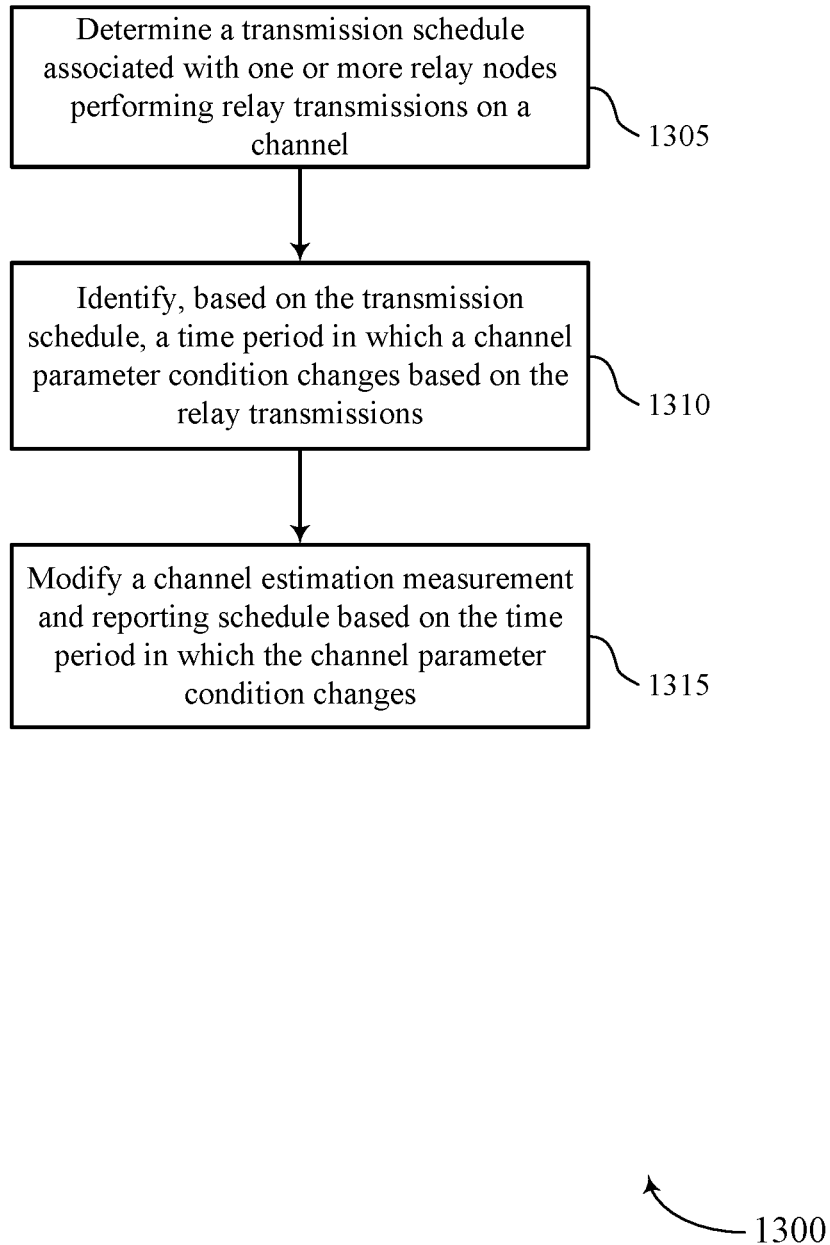 Determine a transmission schedule
associated with one or more relay nodes
performing relay transmissions on a
channel
1305
Identify, based on the transmission
schedule, a time period in which a channel
parameter condition changes based on the
relay transmissions
1310
Modify a channel estimation measurement
and reporting schedule based on the time
period in which the channel parameter
condition changes
1315
1300